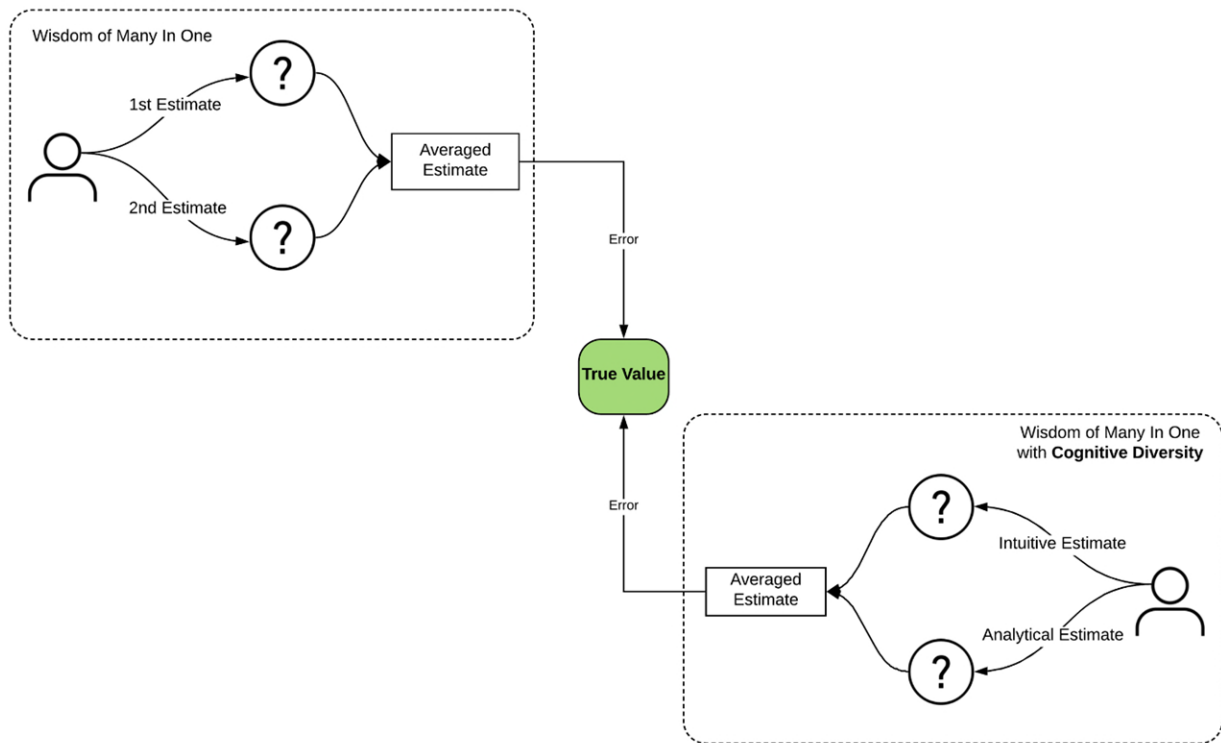 Wisdom of Many In One
?
1st Estimate
Averaged
Estimate
2nd Estimate
?
Error
True Value
Wisdom of Many In One
with Cognitive Diversity
Error
?
Intuitive Estimate
Averaged
Estimate
Analytical Estimate
?